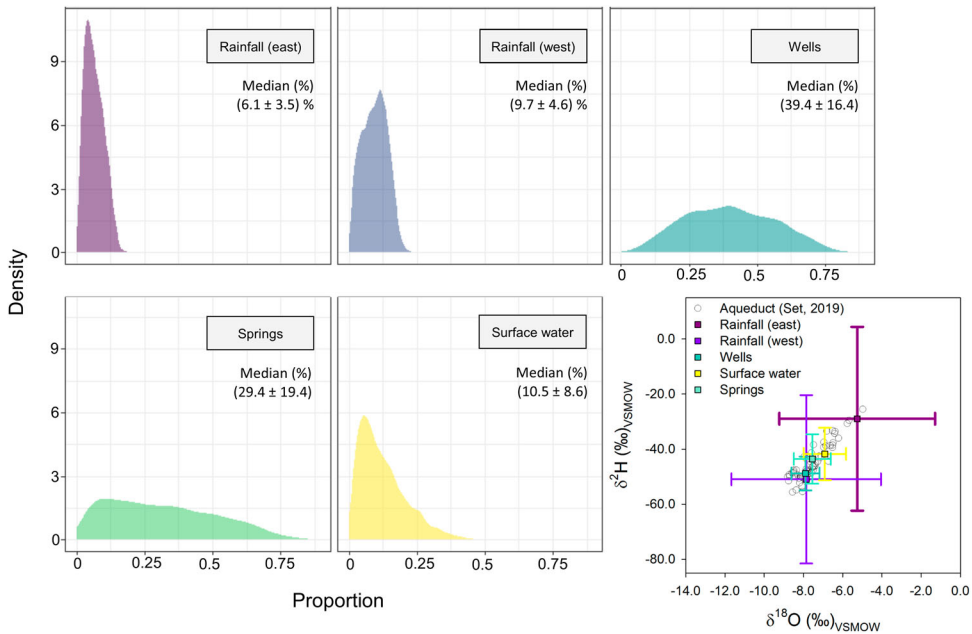 Rainfall (east)
Median (%)
(6.1 ± 3.5) %
Rainfall (west)
Median (%)
(9.7 ± 4.6) %
Wells
Median (%)
(39.4 ± 16.4)
9
6
3
0
0
0.25
0.5
0.75
Density
Springs
Median (%)
(29.4 ± 19.4)
Surface water
Median (%)
(10.5 ± 8.6)
9
6
3
0
0
0.25
0.5
0.75
0
0.25
0.5
0.75
Proportion
Aqueduct (Set, 2019)
Rainfall (east)
Rainfall (west)
Wells
Surface water
Springs
0.0
-20.0
-40.0
-60.0
-80.0
δ²H (‰)VSMOW
-14.0 -12.0 -10.0 -8.0 -6.0 -4.0 -2.0 0.0
δ¹⁸O (‰)VSMOW